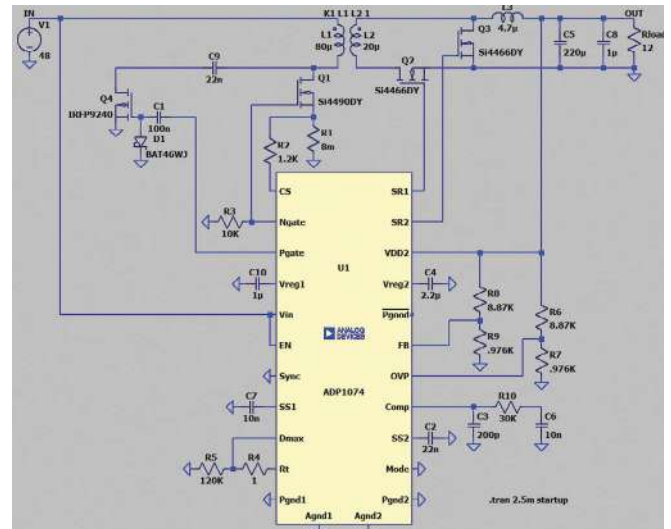 IN
V1
48
K1 L1 L2 1
L1
80µ
L2
20µ
L3
4.7µ
OUT
C9
22n
Q1
Si4490DY
Q2
Si4466DY
Q3
Si4466DY
C5
220µ
C8
1µ
Rload
12
Q4
IRFP9240
C1
100n
D1
BAT46WJ
R2
1.2K
R1
8m
R3
10K
C10
1µ
C7
10n
R5
120K
R4
1
U1
ANALOG
DEVICES
ADP1074
CS
Ngate
Pgate
Vreg1
Vin
EN
Sync
SS1
Dmax
Rt
Pgnd1
Agnd1
Agnd2
SR1
SR2
VDD2
Vreg2
Pgood
FB
OVP
Comp
SS2
Mode
Pgnd2
C4
2.2µ
R8
8.87K
R9
.976K
R6
8.87K
R7
.976K
R10
30K
C3
200p
C6
10n
C2
22n
.tran 2.5m startup